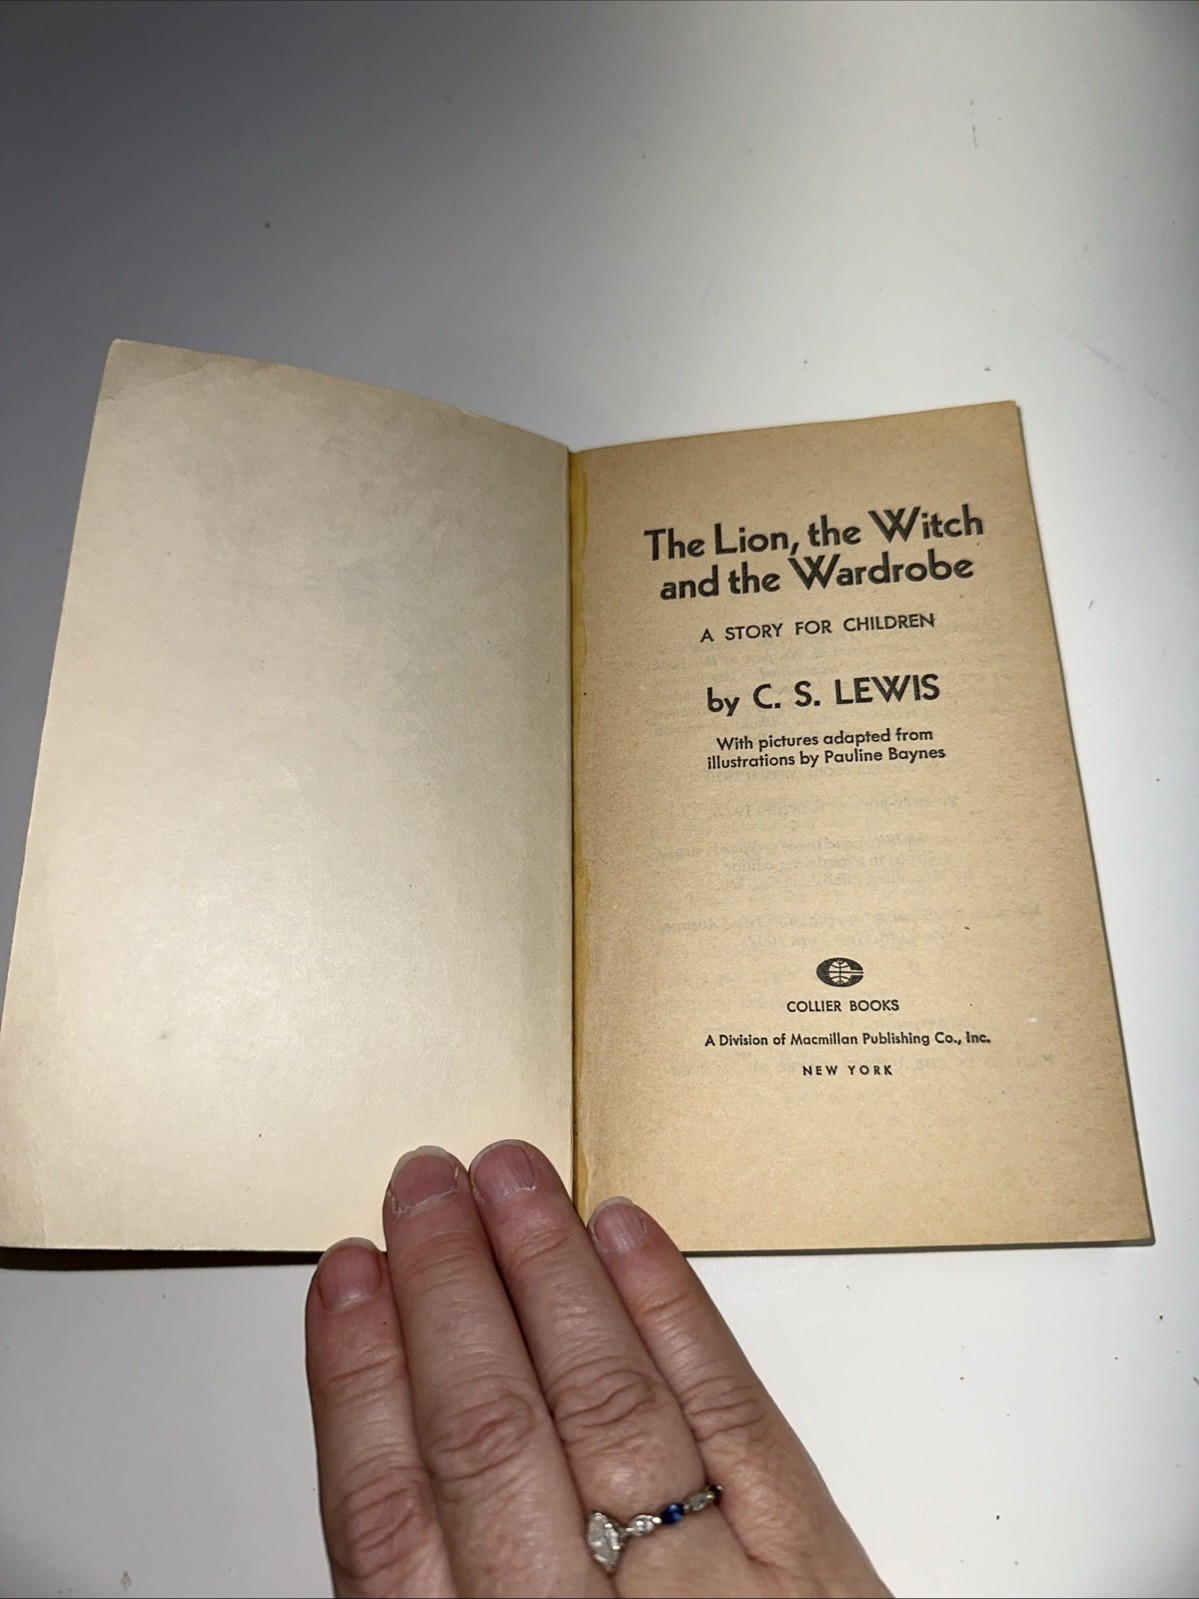 The Lion, the Witch
and the Wardrobe
A STORY FOR CHILDREN
by C. S. LEWIS
With pictures adapted from
illustrations by Pauline Baynes
COLLIER BOOKS
A Division of Macmillan Publishing Co., Inc.
NEW YORK